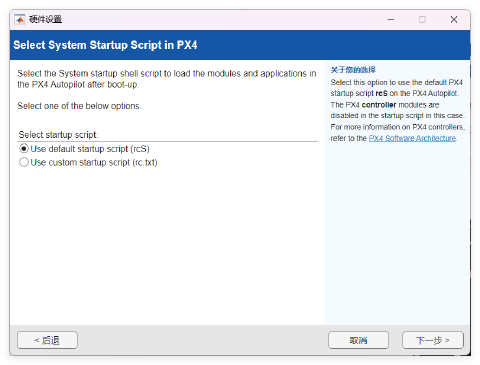 硬件设置
Select System Startup Script in PX4
Select the System startup shell script to load the modules and applications in
the PX4 Autopilot after boot-up.
Select one of the below options.
Select startup script:
Use default startup script (rcS)
Use custom startup script (rc.txt)
关于您的选择
Select this option to use the default PX4
startup script rcS on the PX4 Autopilot.
The PX4 controller modules are
disabled in the startup script in this case.
For more information on PX4 controllers,
refer to the PX4 Software Architecture.
< 后退
取消
下一步 >